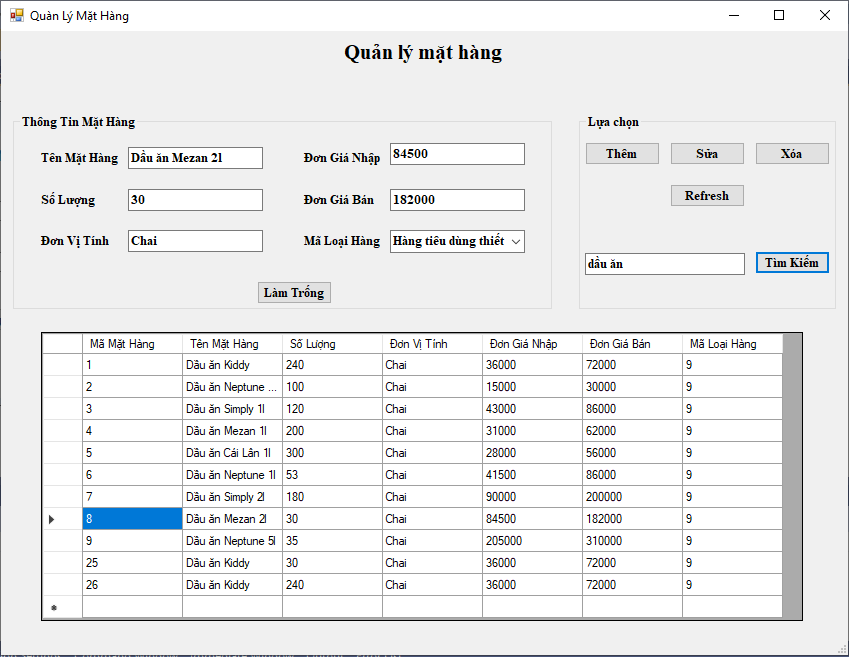 Quản Lý Mặt Hàng
Quản lý mặt hàng
Thông Tin Mặt Hàng
Tên Mặt Hàng Dầu ăn Mezan 2l Đơn Giá Nhập 84500
Số Lượng 30 Đơn Giá Bán 182000
Đơn Vị Tính Chai Mã Loại Hàng Hàng tiêu dùng thiết
Làm Trống
Lựa chọn
Thêm Sửa Xóa
Refresh
dầu ăn Tìm Kiếm
Mã Mặt Hàng Tên Mặt Hàng Số Lượng Đơn Vị Tính Đơn Giá Nhập Đơn Giá Bán Mã Loại Hàng
1 Dầu ăn Kiddy 240 Chai 36000 72000 9
2 Dầu ăn Neptune ... 100 Chai 15000 30000 9
3 Dầu ăn Simply 1l 120 Chai 43000 86000 9
4 Dầu ăn Mezan 1l 200 Chai 31000 62000 9
5 Dầu ăn Cái Lân 1l 300 Chai 28000 56000 9
6 Dầu ăn Neptune 1l 53 Chai 41500 86000 9
7 Dầu ăn Simply 2l 180 Chai 90000 200000 9
8 Dầu ăn Mezan 2l 30 Chai 84500 182000 9
9 Dầu ăn Neptune 5l 35 Chai 205000 310000 9
25 Dầu ăn Kiddy 30 Chai 36000 72000 9
26 Dầu ăn Kiddy 240 Chai 36000 72000 9